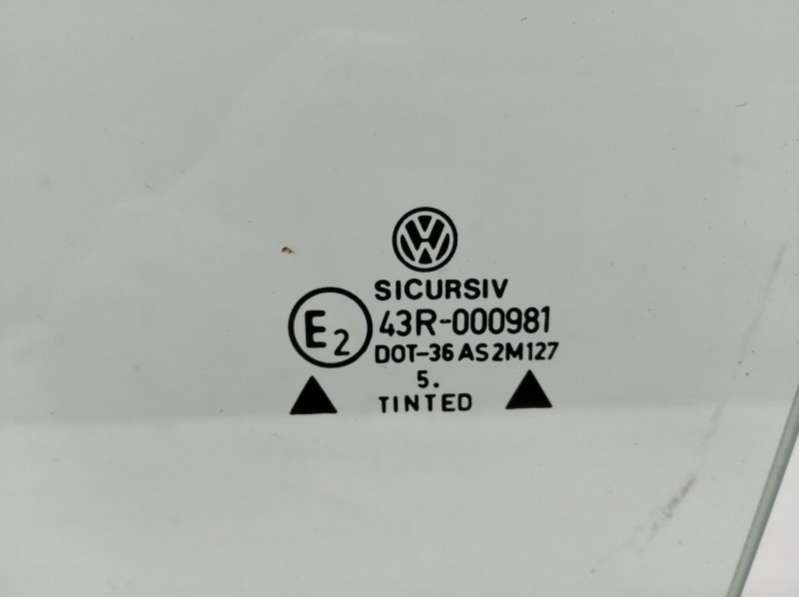 SICURSIV
E2 43R-000981
DOT-36 AS2M127
5.
TINTED